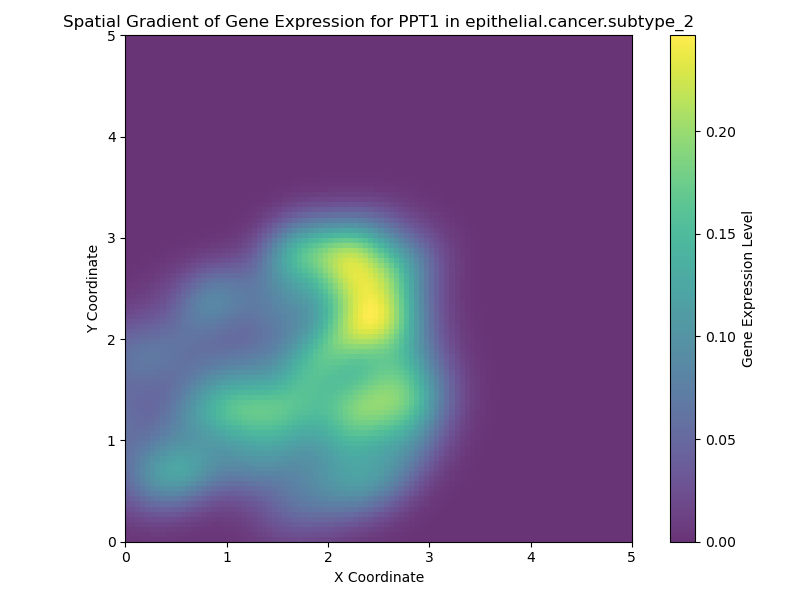 Spatial Gradient of Gene Expression for PPT1 in epithelial.cancer.subtype_2
5
4
3
2
1
0
Y Coordinate
0 1 2 3 4 5
X Coordinate
0.20
0.15
0.10
0.05
0.00
Gene Expression Level